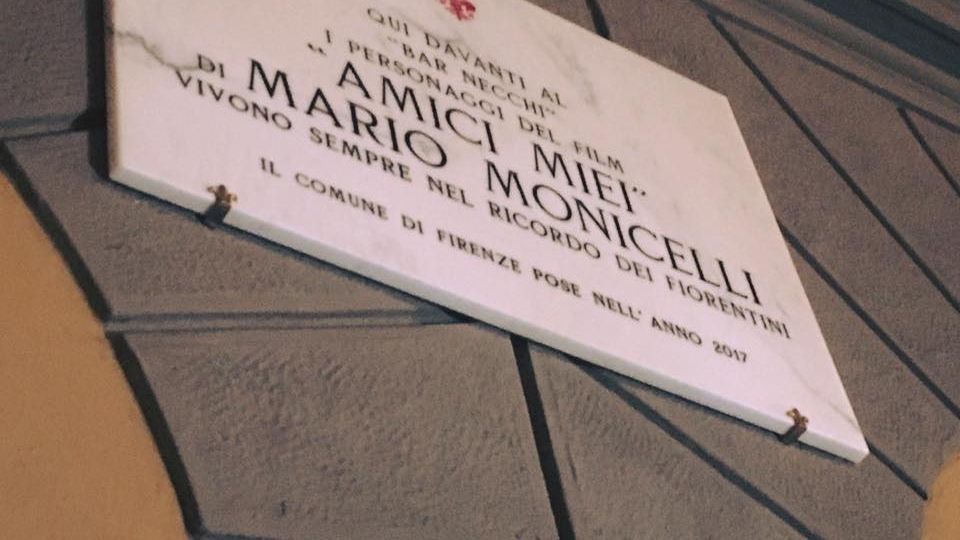 QUI DAVANTI AL
"BAR NECCHI"
I PERSONAGGI DEL FILM
"AMICI MIEI"
DI MARIO MONICELLI
VIVONO SEMPRE NEL RICORDO DEI FIORENTINI
IL COMUNE DI FIRENZE POSE NELL' ANNO 2017